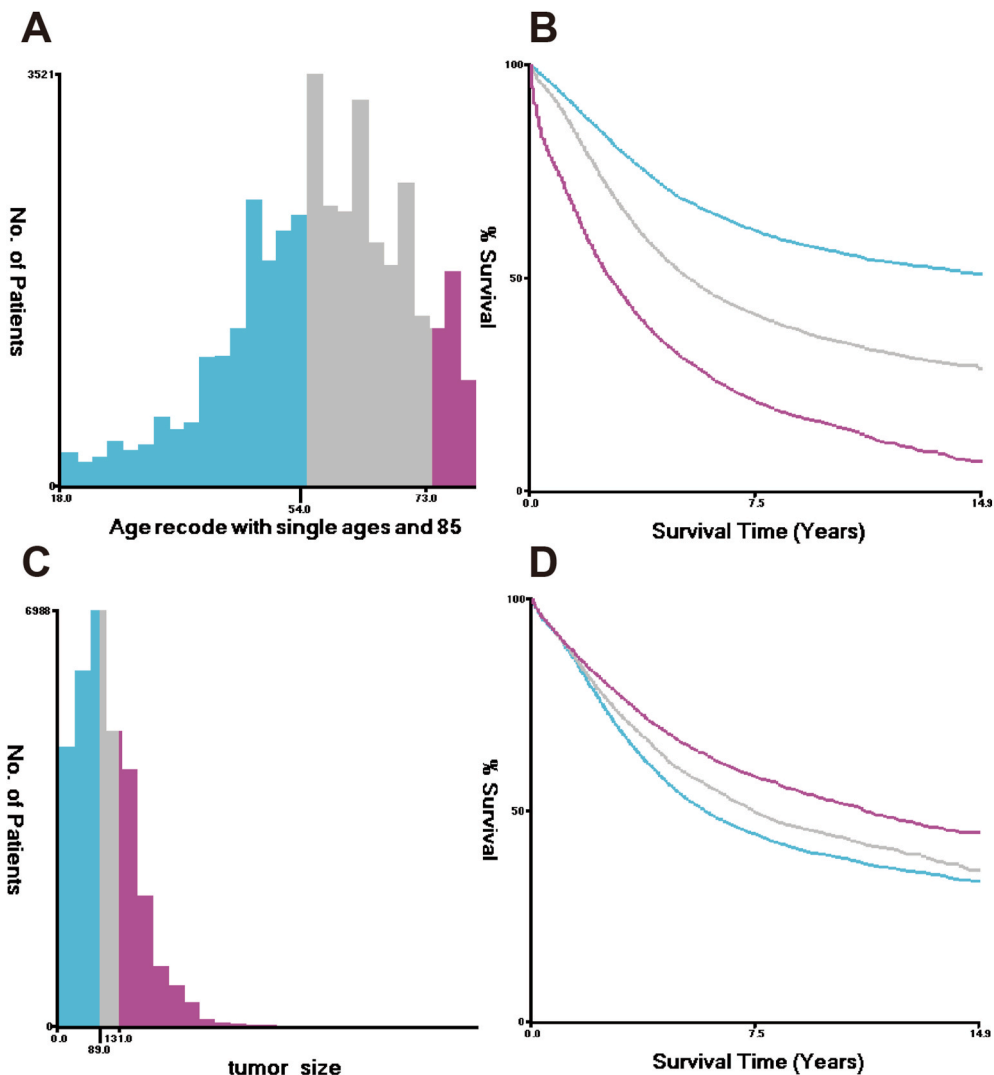 A
3521
No. of Patients
0
18.0
54.0
73.0
Age recode with single ages and 85
B
100
% Survival
50
0
0.0
7.5
14.9
Survival Time (Years)
C
6988
No. of Patients
0
0.0
89.0
131.0
tumor_size
D
100
% Survival
50
0
0.0
7.5
14.9
Survival Time (Years)